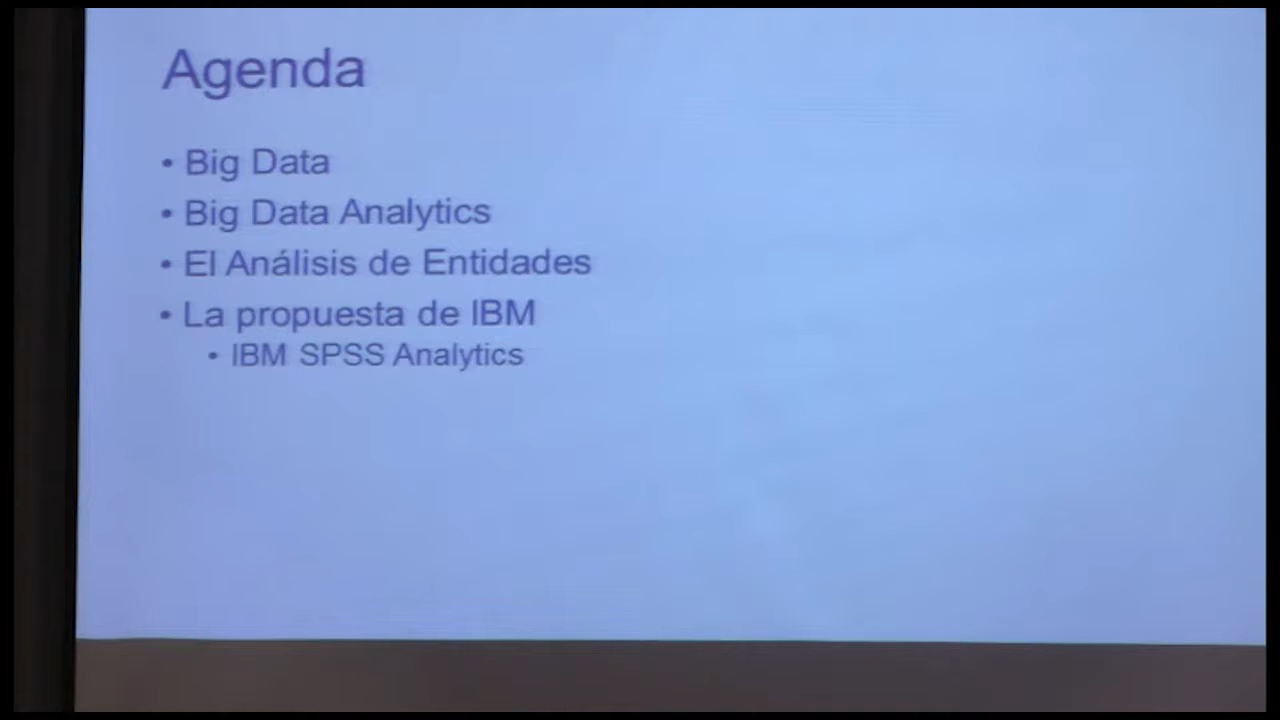 Agenda
• Big Data
• Big Data Analytics
• El Análisis de Entidades
• La propuesta de IBM
• IBM SPSS Analytics